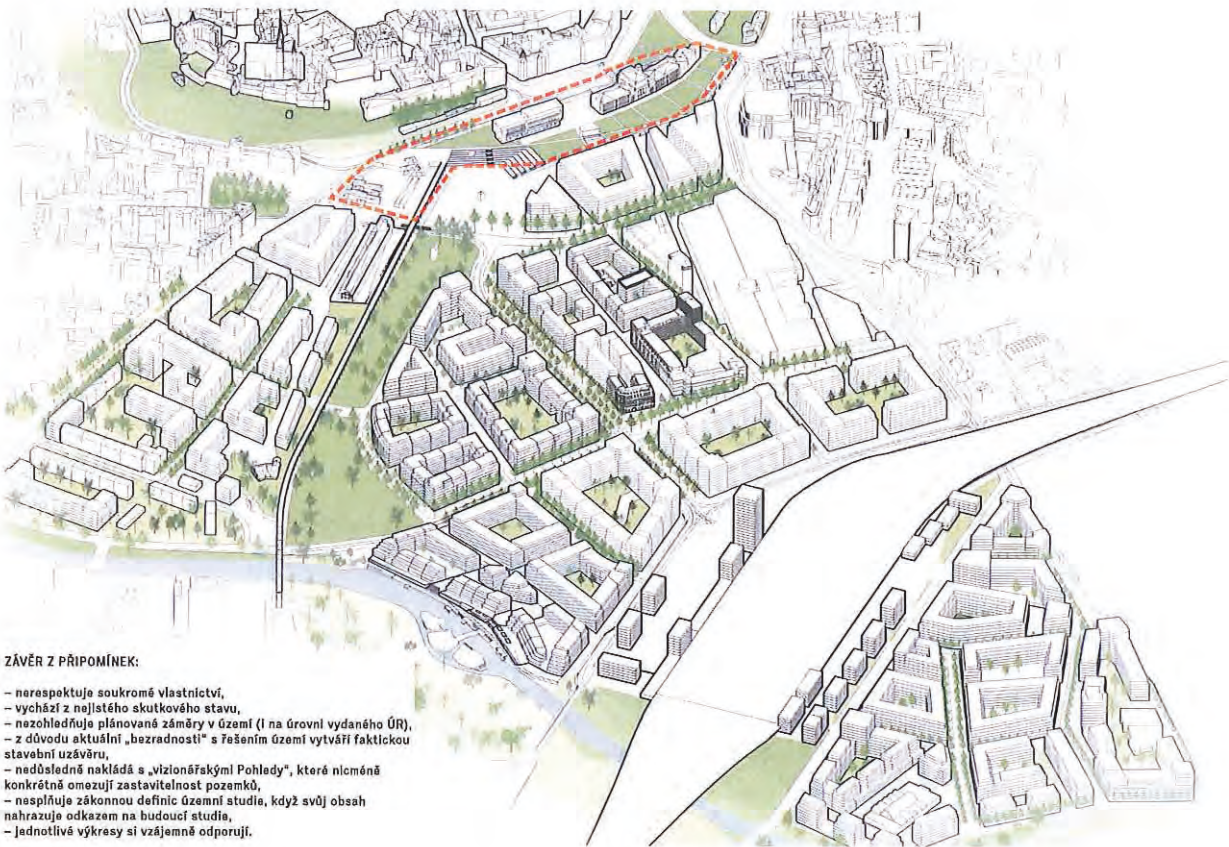 ZÁVĚR Z PŘIPOMÍNEK:
– nerespektuje soukromé vlastnictví,
– vychází z nejistého skutkového stavu,
– nezohledňuje plánované záměry v území (i na úrovni vydaného ÚR),
– z důvodu aktuální „bezradnosti“ s řešením území vytváří faktickou
stavební uzávěru,
– nedůsledně nakládá s „vizionářskými Pohledy“, které nicméně
konkrétně omezují zastavitelnost pozemků,
– nesplňuje zákonnou definic územní studie, když svůj obsah
nahrazuje odkazem na budoucí studie,
– jednotlivé výkresy si vzájemně odporují.